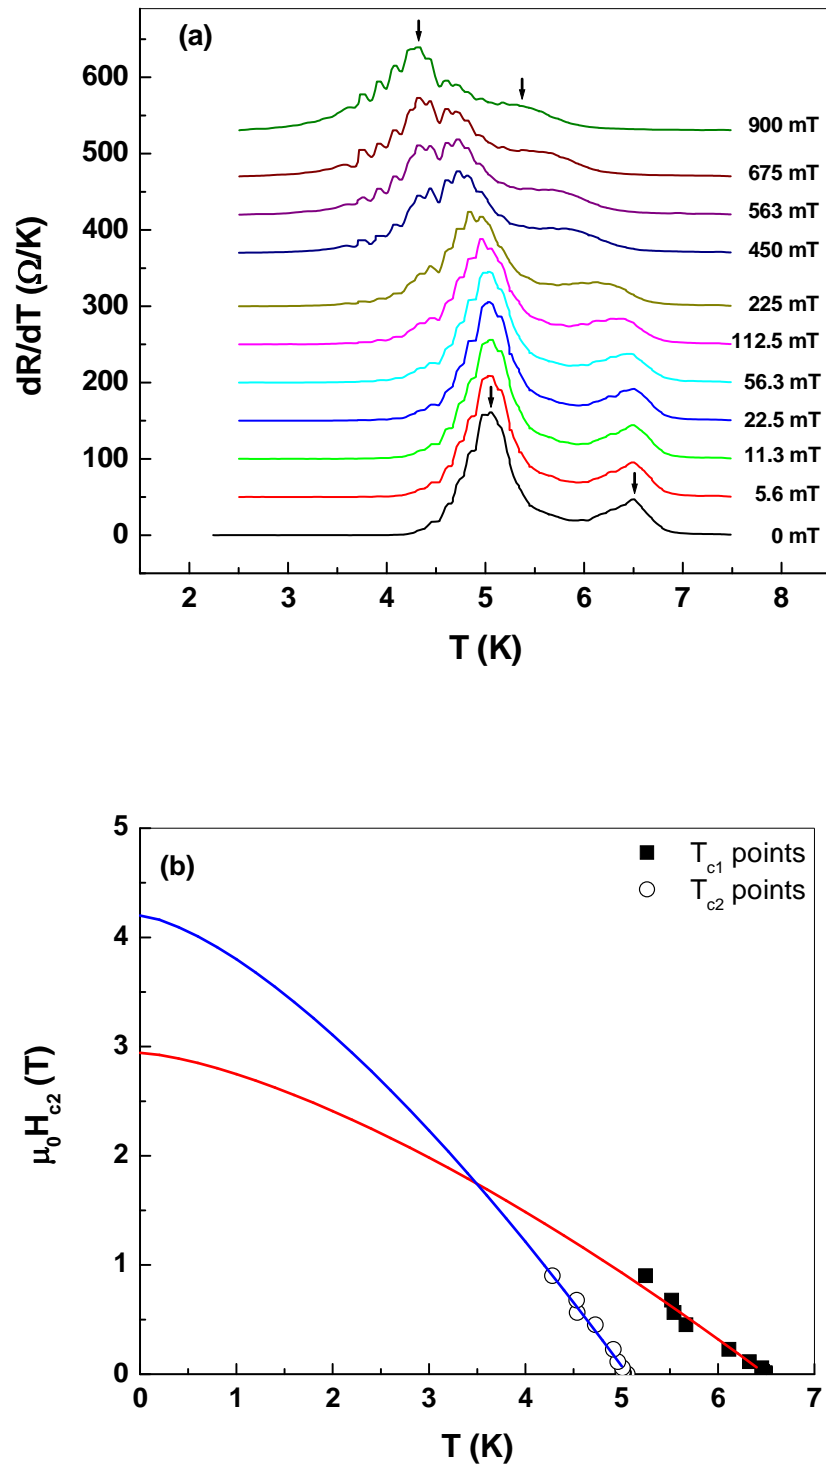 (a)
600
500
400
300
200
100
0
dR/dT (Ω/K)
900 mT
675 mT
563 mT
450 mT
225 mT
112.5 mT
56.3 mT
22.5 mT
11.3 mT
5.6 mT
0 mT
2 3 4 5 6 7 8
T (K)
(b)
5
4
3
2
1
0
μ0Hc2 (T)
Tc1 points
Tc2 points
0 1 2 3 4 5 6 7
T (K)